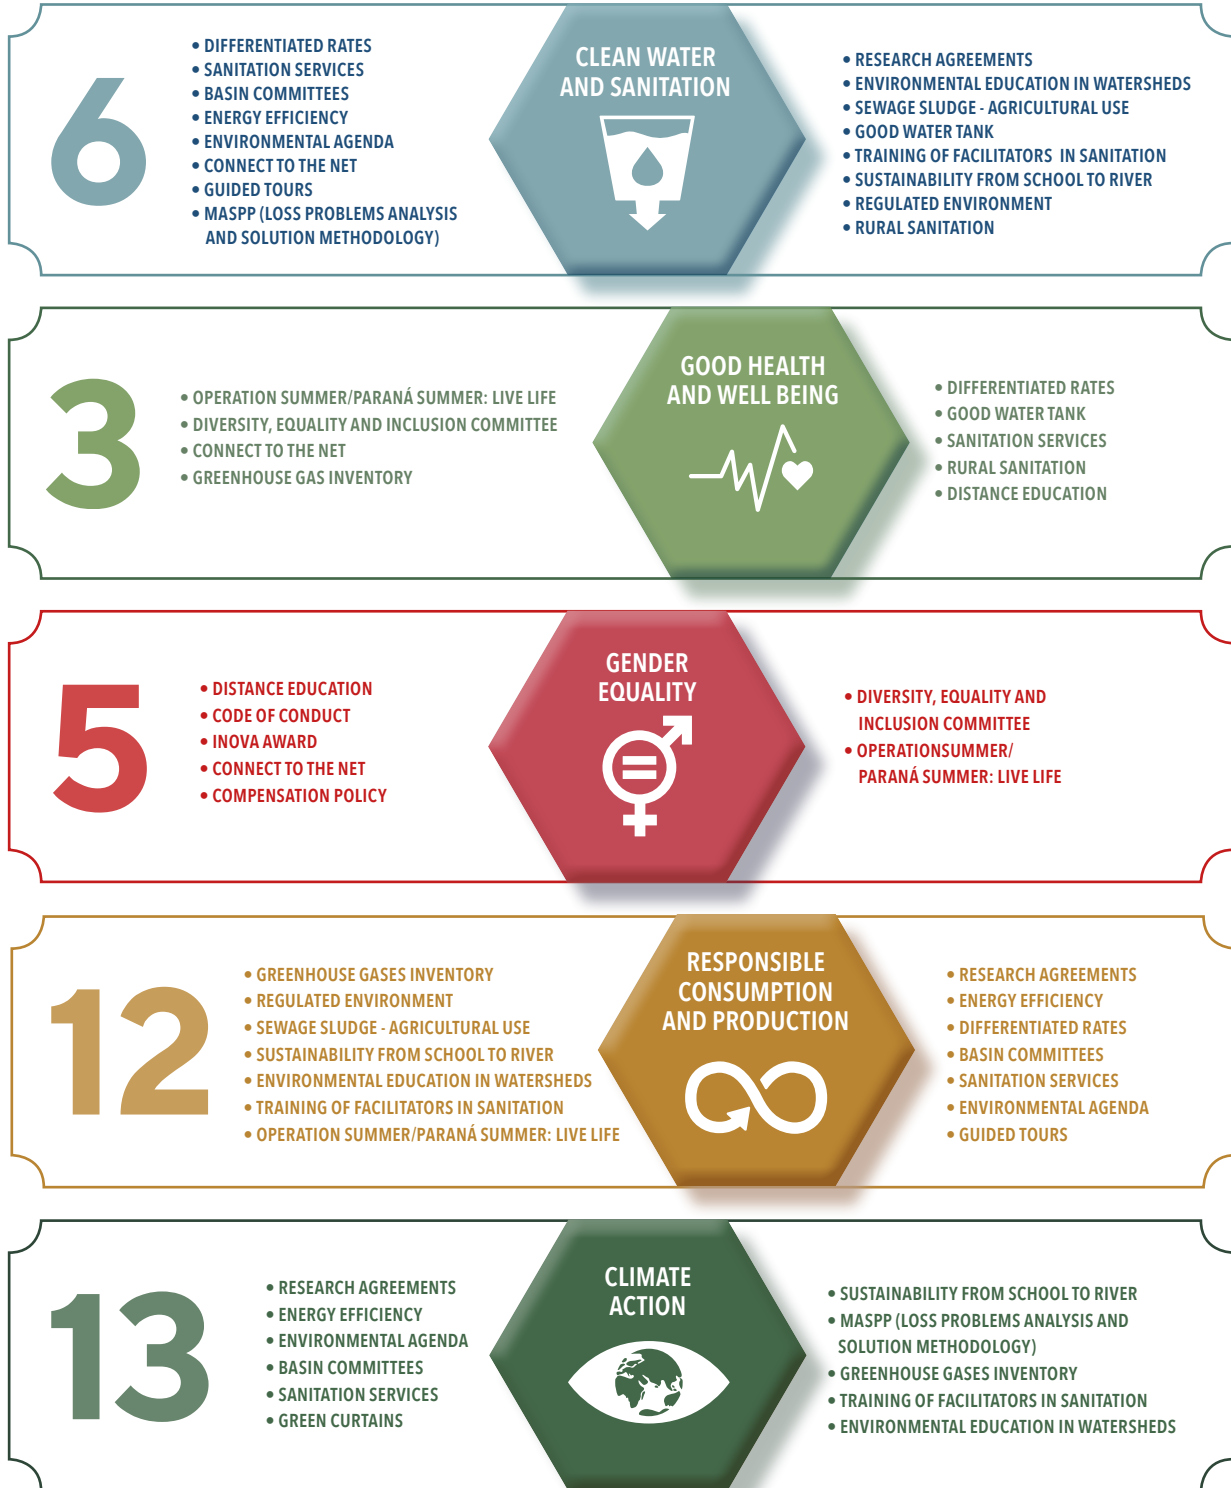 6
• DIFFERENTIATED RATES
• SANITATION SERVICES
• BASIN COMMITTEES
• ENERGY EFFICIENCY
• ENVIRONMENTAL AGENDA
• CONNECT TO THE NET
• GUIDED TOURS
• MASPP (LOSS PROBLEMS ANALYSIS
AND SOLUTION METHODOLOGY)
CLEAN WATER
AND SANITATION
• RESEARCH AGREEMENTS
• ENVIRONMENTAL EDUCATION IN WATERSHEDS
• SEWAGE SLUDGE - AGRICULTURAL USE
• GOOD WATER TANK
• TRAINING OF FACILITATORS IN SANITATION
• SUSTAINABILITY FROM SCHOOL TO RIVER
• REGULATED ENVIRONMENT
• RURAL SANITATION
3
• OPERATION SUMMER/PARANÁ SUMMER: LIVE LIFE
• DIVERSITY, EQUALITY AND INCLUSION COMMITTEE
• CONNECT TO THE NET
• GREENHOUSE GAS INVENTORY
GOOD HEALTH
AND WELL BEING
• DIFFERENTIATED RATES
• GOOD WATER TANK
• SANITATION SERVICES
• RURAL SANITATION
• DISTANCE EDUCATION
5
• DISTANCE EDUCATION
• CODE OF CONDUCT
• INOVA AWARD
• CONNECT TO THE NET
• COMPENSATION POLICY
GENDER
EQUALITY
• DIVERSITY, EQUALITY AND
INCLUSION COMMITTEE
• OPERATIONSUMMER/
PARANÁ SUMMER: LIVE LIFE
12
• GREENHOUSE GASES INVENTORY
• REGULATED ENVIRONMENT
• SEWAGE SLUDGE - AGRICULTURAL USE
• SUSTAINABILITY FROM SCHOOL TO RIVER
• ENVIRONMENTAL EDUCATION IN WATERSHEDS
• TRAINING OF FACILITATORS IN SANITATION
• OPERATION SUMMER/PARANÁ SUMMER: LIVE LIFE
RESPONSIBLE
CONSUMPTION
AND PRODUCTION
• RESEARCH AGREEMENTS
• ENERGY EFFICIENCY
• DIFFERENTIATED RATES
• BASIN COMMITTEES
• SANITATION SERVICES
• ENVIRONMENTAL AGENDA
• GUIDED TOURS
13
• RESEARCH AGREEMENTS
• ENERGY EFFICIENCY
• ENVIRONMENTAL AGENDA
• BASIN COMMITTEES
• SANITATION SERVICES
• GREEN CURTAINS
CLIMATE
ACTION
• SUSTAINABILITY FROM SCHOOL TO RIVER
• MASPP (LOSS PROBLEMS ANALYSIS AND
SOLUTION METHODOLOGY)
• GREENHOUSE GASES INVENTORY
• TRAINING OF FACILITATORS IN SANITATION
• ENVIRONMENTAL EDUCATION IN WATERSHEDS